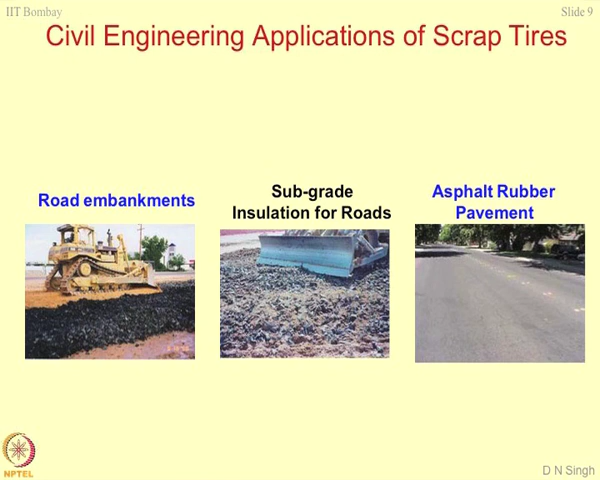 IIT Bombay
Slide 9
Civil Engineering Applications of Scrap Tires
Road embankments
Sub-grade
Insulation for Roads
Asphalt Rubber
Pavement
NPTEL
D N Singh